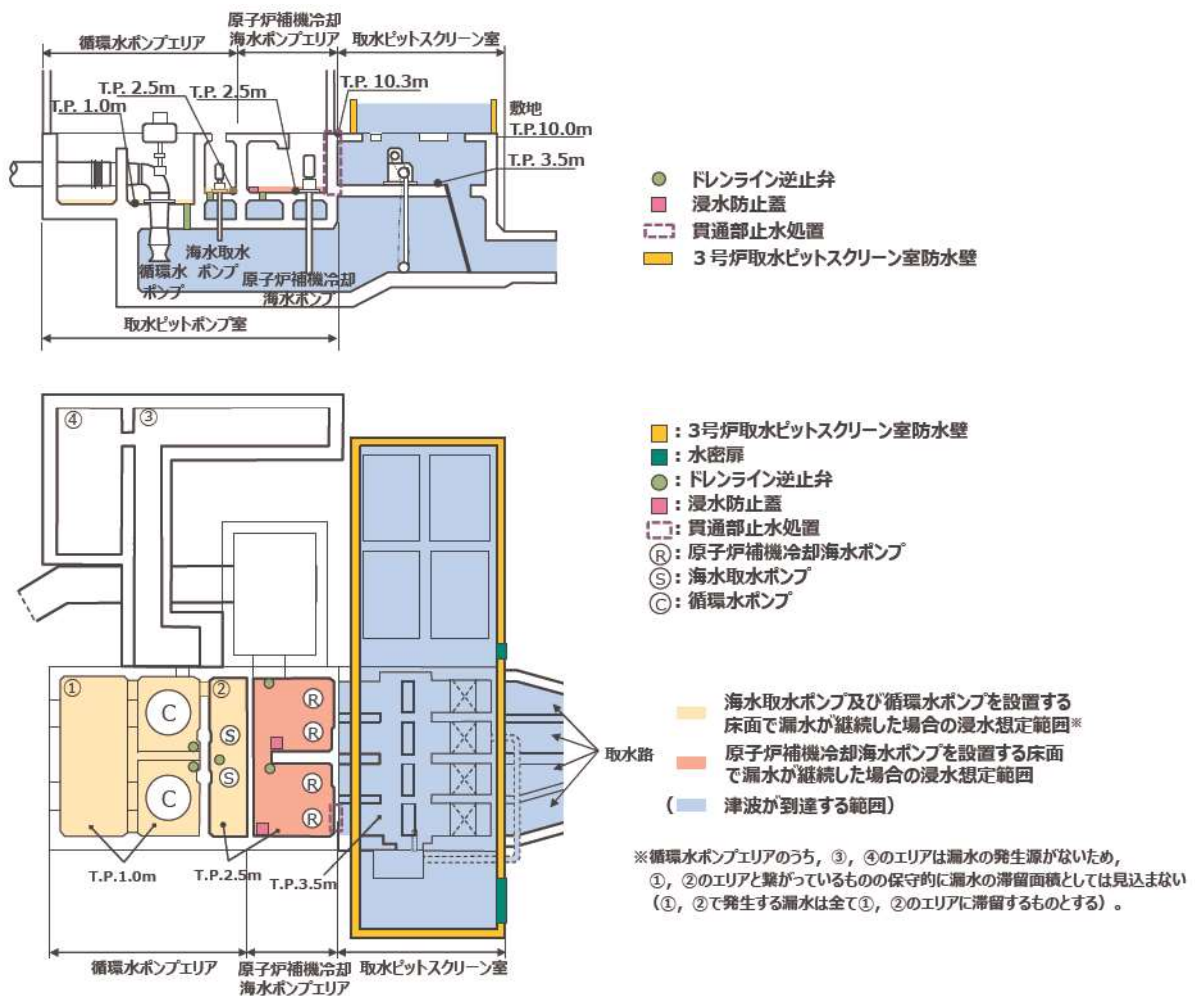 原子炉補機冷却
循環水ポンプエリア
海水ポンプエリア
取水ピットスクリーン室
T.P. 2.5m
T.P. 2.5m
T.P. 10.3m
T.P. 1.0m
敷地
T.P.10.0m
T.P. 3.5m
海水取水
ポンプ
循環水
ポンプ
原子炉補機冷却
海水ポンプ
取水ピットポンプ室
ドレンライン逆止弁
浸水防止蓋
貫通部止水処置
3号炉取水ピットスクリーン室防水壁
④
③
①
②
C
C
S
S
R
R
R
R
取水路
T.P.1.0m
T.P.2.5m
T.P.3.5m
循環水ポンプエリア
原子炉補機冷却
海水ポンプエリア
取水ピットスクリーン室
:3号炉取水ピットスクリーン室防水壁
:水密扉
:ドレンライン逆止弁
:浸水防止蓋
:貫通部止水処置
Ⓡ:原子炉補機冷却海水ポンプ
Ⓢ:海水取水ポンプ
Ⓒ:循環水ポンプ
海水取水ポンプ及び循環水ポンプを設置する
床面で漏水が継続した場合の浸水想定範囲※
原子炉補機冷却海水ポンプを設置する床面
で漏水が継続した場合の浸水想定範囲
( 津波が到達する範囲)
※循環水ポンプエリアのうち,③,④のエリアは漏水の発生源がないため,
①,②のエリアと繋がっているものの保守的に漏水の滞留面積としては見込まない
(①,②で発生する漏水は全て①,②のエリアに滞留するものとする)。